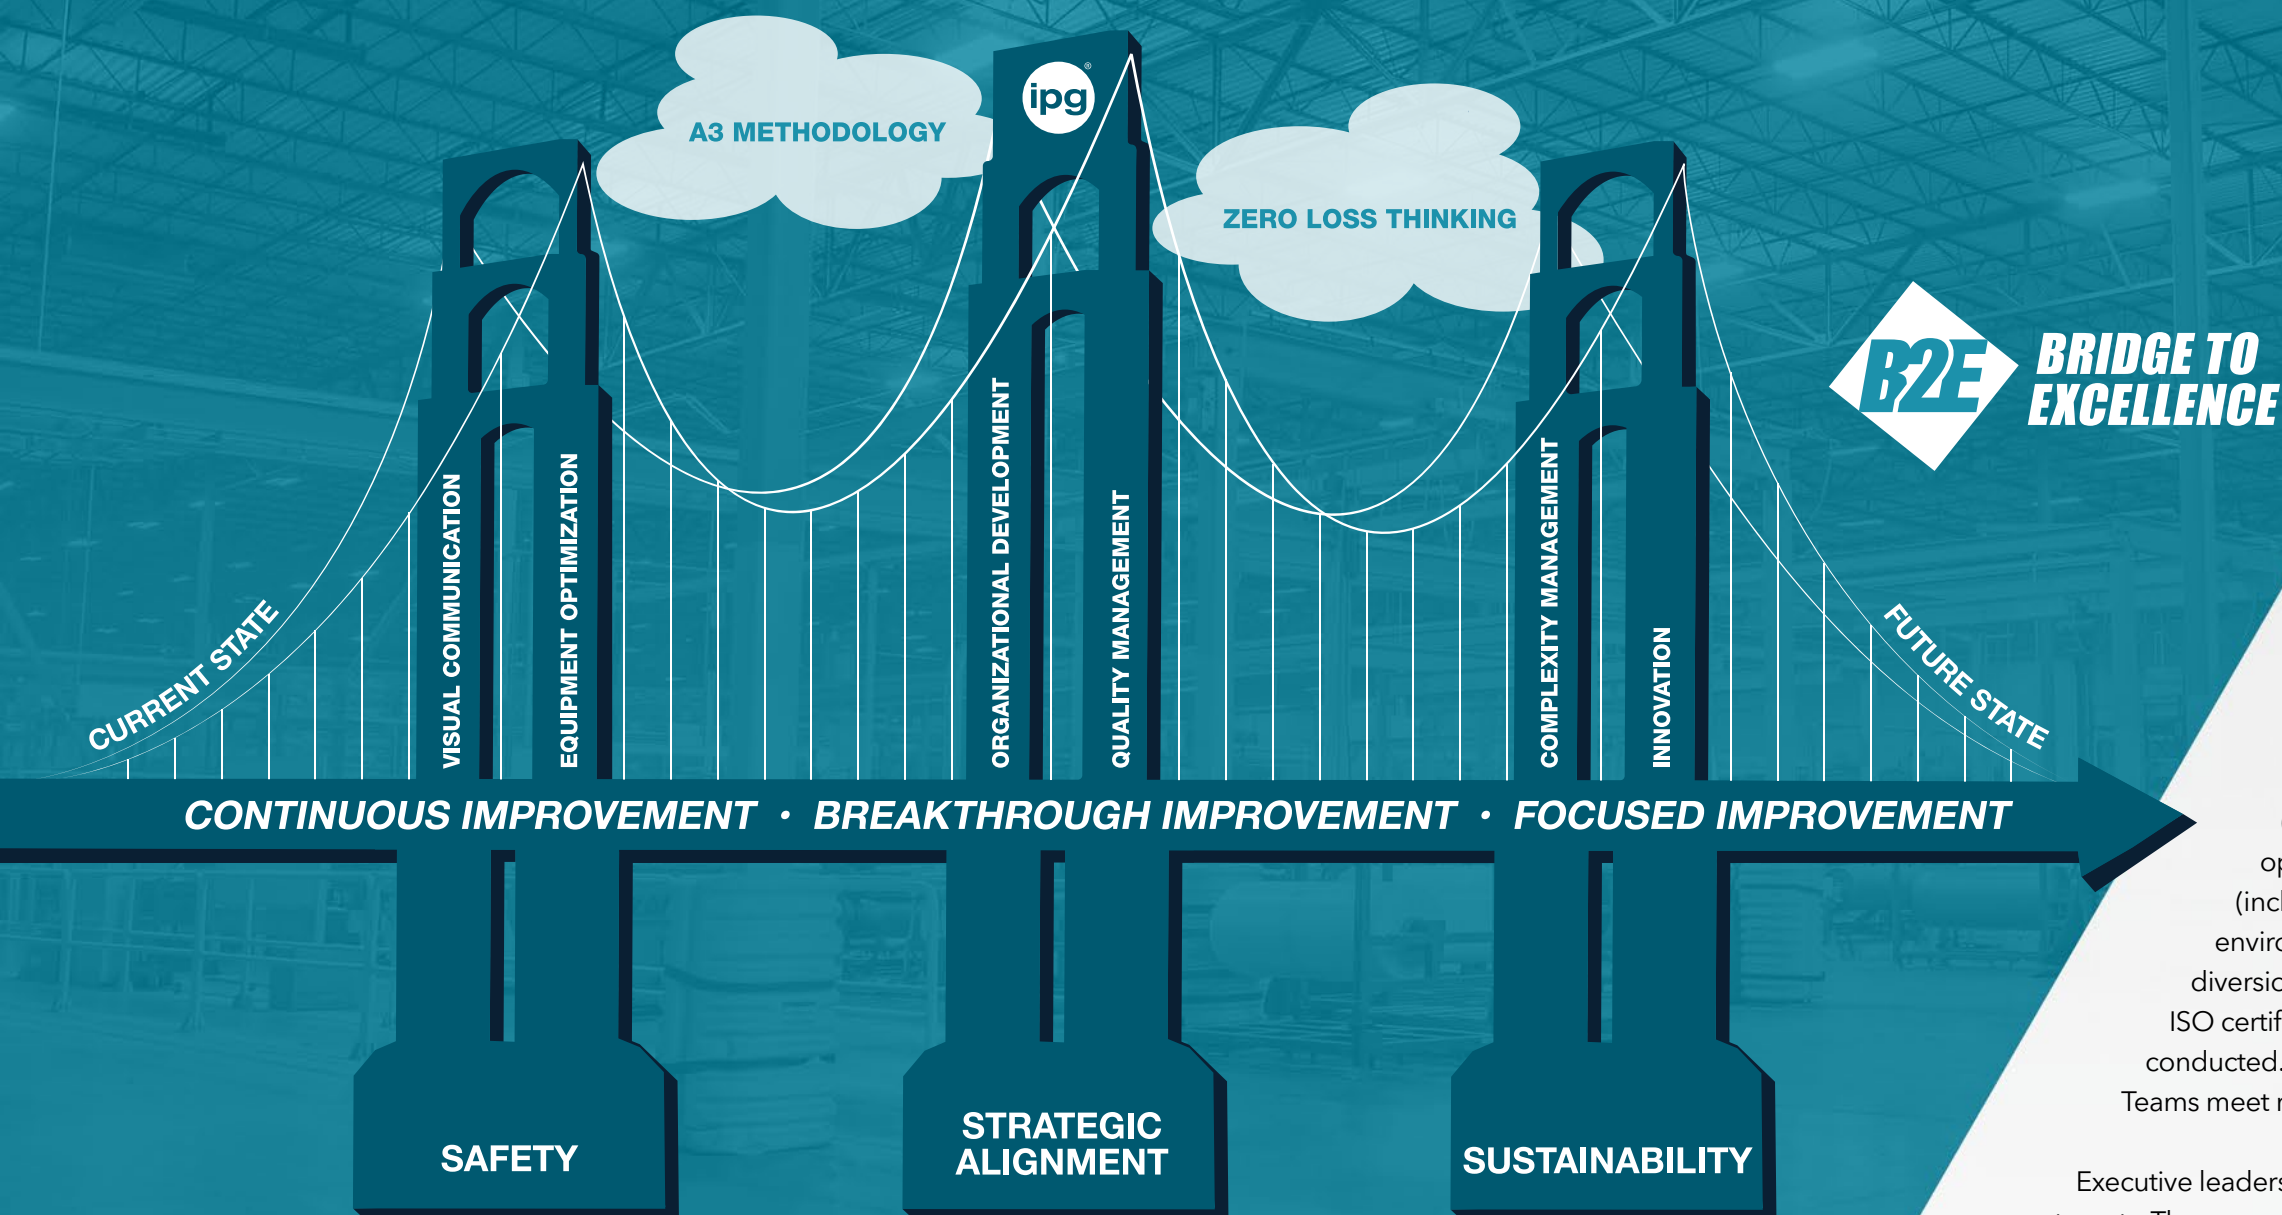 A3 METHODOLOGY
ipg®
ZERO LOSS THINKING
B2E
BRIDGE TO
EXCELLENCE
CURRENT STATE
VISUAL COMMUNICATION
EQUIPMENT OPTIMIZATION
ORGANIZATIONAL DEVELOPMENT
QUALITY MANAGEMENT
COMPLEXITY MANAGEMENT
INNOVATION
FUTURE STATE
CONTINUOUS IMPROVEMENT • BREAKTHROUGH IMPROVEMENT • FOCUSED IMPROVEMENT
SAFETY
STRATEGIC
ALIGNMENT
SUSTAINABILITY
ISO
conducted.
Teams meet
Executive